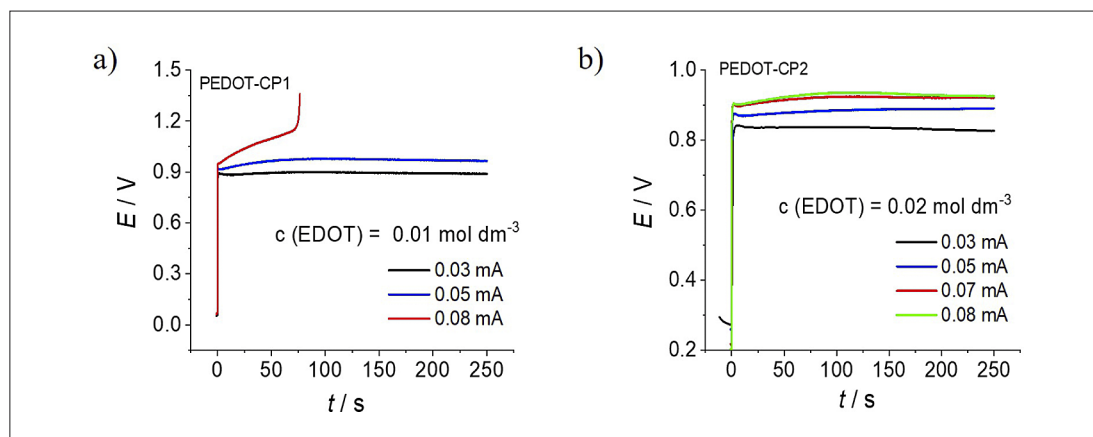 a)
PEDOT-CP1
1.5
1.2
0.9
0.6
0.3
0.0
E / V
c (EDOT) = 0.01 mol dm-3
0.03 mA
0.05 mA
0.08 mA
0 50 100 150 200 250
t / s
b)
PEDOT-CP2
1.0
0.8
0.6
0.4
0.2
E / V
c (EDOT) = 0.02 mol dm-3
0.03 mA
0.05 mA
0.07 mA
0.08 mA
0 50 100 150 200 250
t / s